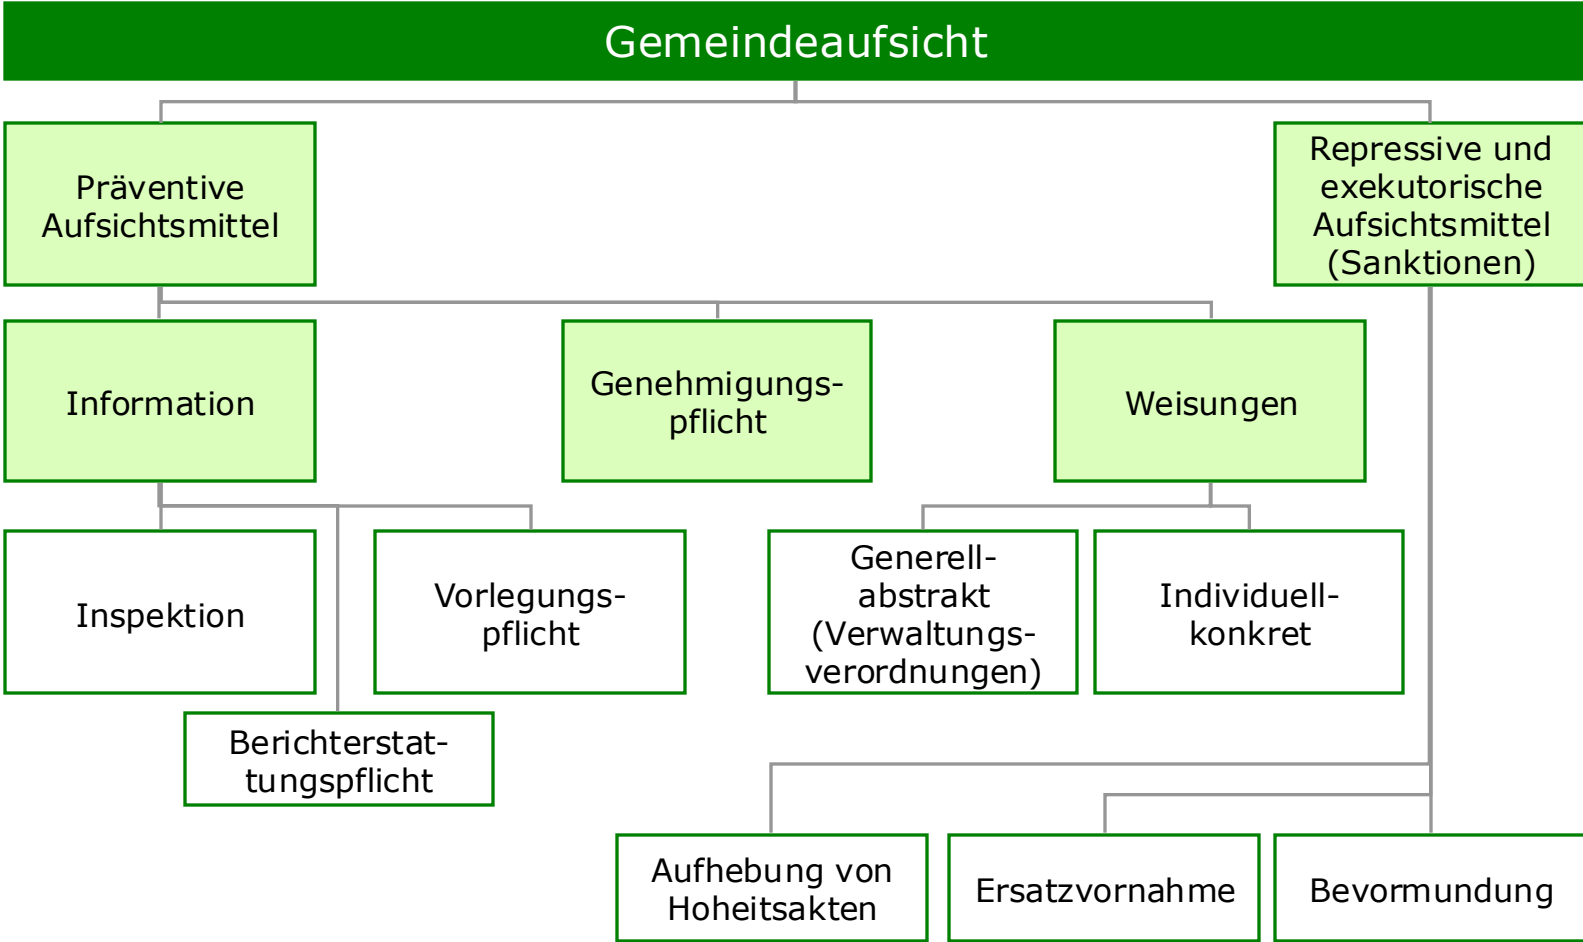 Gemeindeaufsicht
Präventive
Aufsichtsmittel
Repressive und
exekutorische
Aufsichtsmittel
(Sanktionen)
Information
Genehmigungs-
pflicht
Weisungen
Inspektion
Vorlegungs-
pflicht
Generell-
abstrakt
(Verwaltungs-
verordnungen)
Individuell-
konkret
Berichterstat-
tungspflicht
Aufhebung von
Hoheitsakten
Ersatzvornahme
Bevormundung